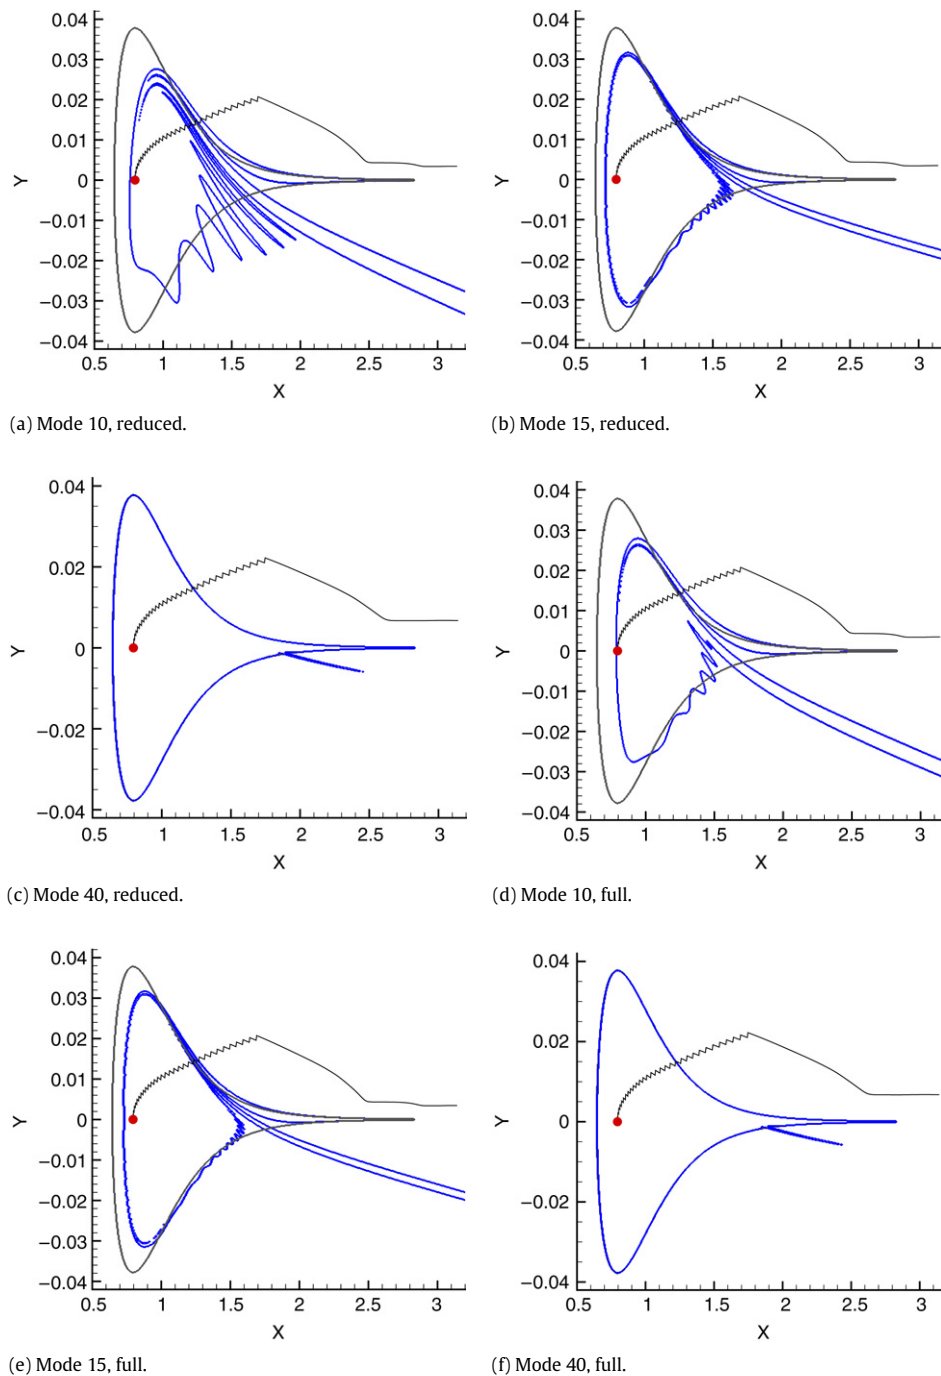 0.04
0.03
0.02
0.01
0
−0.01
−0.02
−0.03
−0.04
Y
0.5 1 1.5 2 2.5 3
X
(a) Mode 10, reduced.
0.04
0.03
0.02
0.01
0
−0.01
−0.02
−0.03
−0.04
Y
0.5 1 1.5 2 2.5 3
X
(b) Mode 15, reduced.
0.04
0.02
0
−0.02
−0.04
Y
0.5 1 1.5 2 2.5 3
X
(c) Mode 40, reduced.
0.04
0.03
0.02
0.01
0
−0.01
−0.02
−0.03
−0.04
Y
0.5 1 1.5 2 2.5 3
X
(d) Mode 10, full.
0.04
0.03
0.02
0.01
0
−0.01
−0.02
−0.03
−0.04
Y
0.5 1 1.5 2 2.5 3
X
(e) Mode 15, full.
0.04
0.02
0
−0.02
−0.04
Y
0.5 1 1.5 2 2.5 3
X
(f) Mode 40, full.